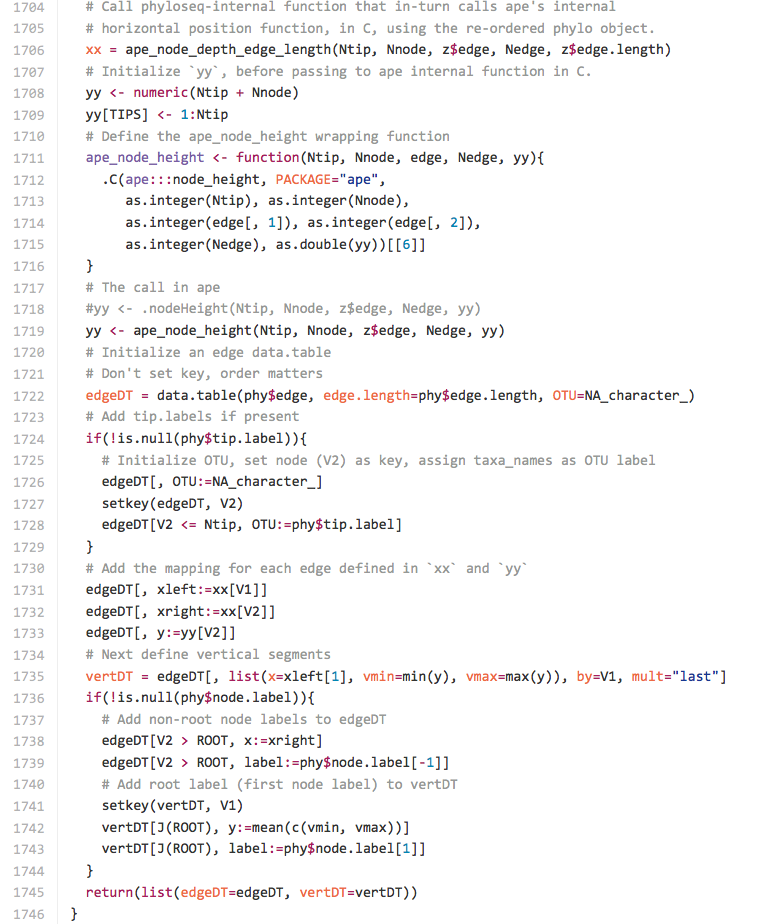 1704 # Call phyloseq-internal function that in-turn calls ape's internal
1705 # horizontal position function, in C, using the re-ordered phylo object.
1706 xx = ape_node_depth_edge_length(Ntip, Nnode, z$edge, Nedge, z$edge.length)
1707 # Initialize `yy`, before passing to ape internal function in C.
1708 yy <- numeric(Ntip + Nnode)
1709 yy[TIPS] <- 1:Ntip
1710 # Define the ape_node_height wrapping function
1711 ape_node_height <- function(Ntip, Nnode, edge, Nedge, yy){
1712   .C(ape:::node_height, PACKAGE="ape",
1713      as.integer(Ntip), as.integer(Nnode),
1714      as.integer(edge[, 1]), as.integer(edge[, 2]),
1715      as.integer(Nedge), as.double(yy))[[6]]
1716 }
1717 # The call in ape
1718 #yy <- .nodeHeight(Ntip, Nnode, z$edge, Nedge, yy)
1719 yy <- ape_node_height(Ntip, Nnode, z$edge, Nedge, yy)
1720 # Initialize an edge data.table
1721 # Don't set key, order matters
1722 edgeDT = data.table(phy$edge, edge.length=phy$edge.length, OTU=NA_character_)
1723 # Add tip.labels if present
1724 if(!is.null(phy$tip.label)){
1725   # Initialize OTU, set node (V2) as key, assign taxa_names as OTU label
1726   edgeDT[, OTU:=NA_character_]
1727   setkey(edgeDT, V2)
1728   edgeDT[V2 <= Ntip, OTU:=phy$tip.label]
1729 }
1730 # Add the mapping for each edge defined in `xx` and `yy`
1731 edgeDT[, xleft:=xx[V1]]
1732 edgeDT[, xright:=xx[V2]]
1733 edgeDT[, y:=yy[V2]]
1734 # Next define vertical segments
1735 vertDT = edgeDT[, list(x=xleft[1], vmin=min(y), vmax=max(y)), by=V1, mult="last"]
1736 if(!is.null(phy$node.label)){
1737   # Add non-root node labels to edgeDT
1738   edgeDT[V2 > ROOT, x:=xright]
1739   edgeDT[V2 > ROOT, label:=phy$node.label[-1]]
1740   # Add root label (first node label) to vertDT
1741   setkey(vertDT, V1)
1742   vertDT[J(ROOT), y:=mean(c(vmin, vmax))]
1743   vertDT[J(ROOT), label:=phy$node.label[1]]
1744 }
1745 return(list(edgeDT=edgeDT, vertDT=vertDT))
1746 }